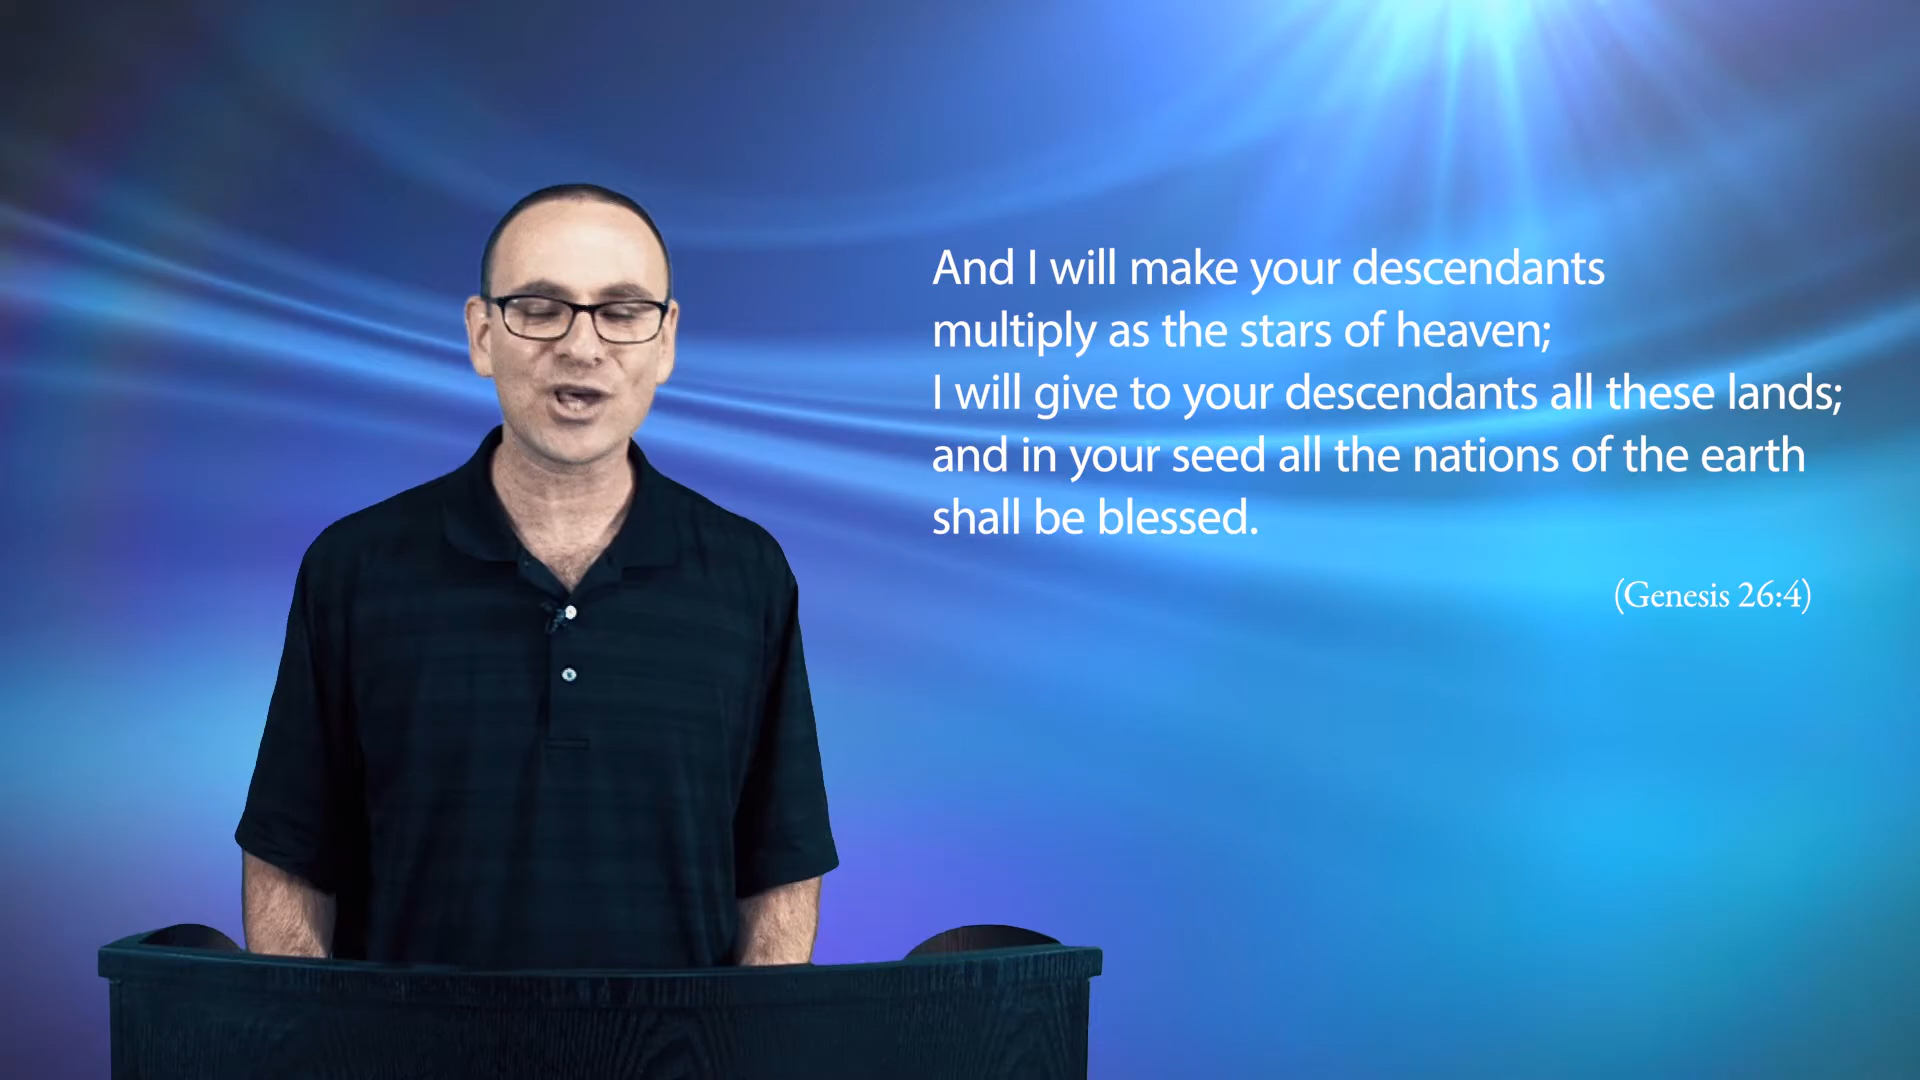 And I will make your descendants
multiply as the stars of heaven;
I will give to your descendants all these lands;
and in your seed all the nations of the earth
shall be blessed.
(Genesis 26:4)